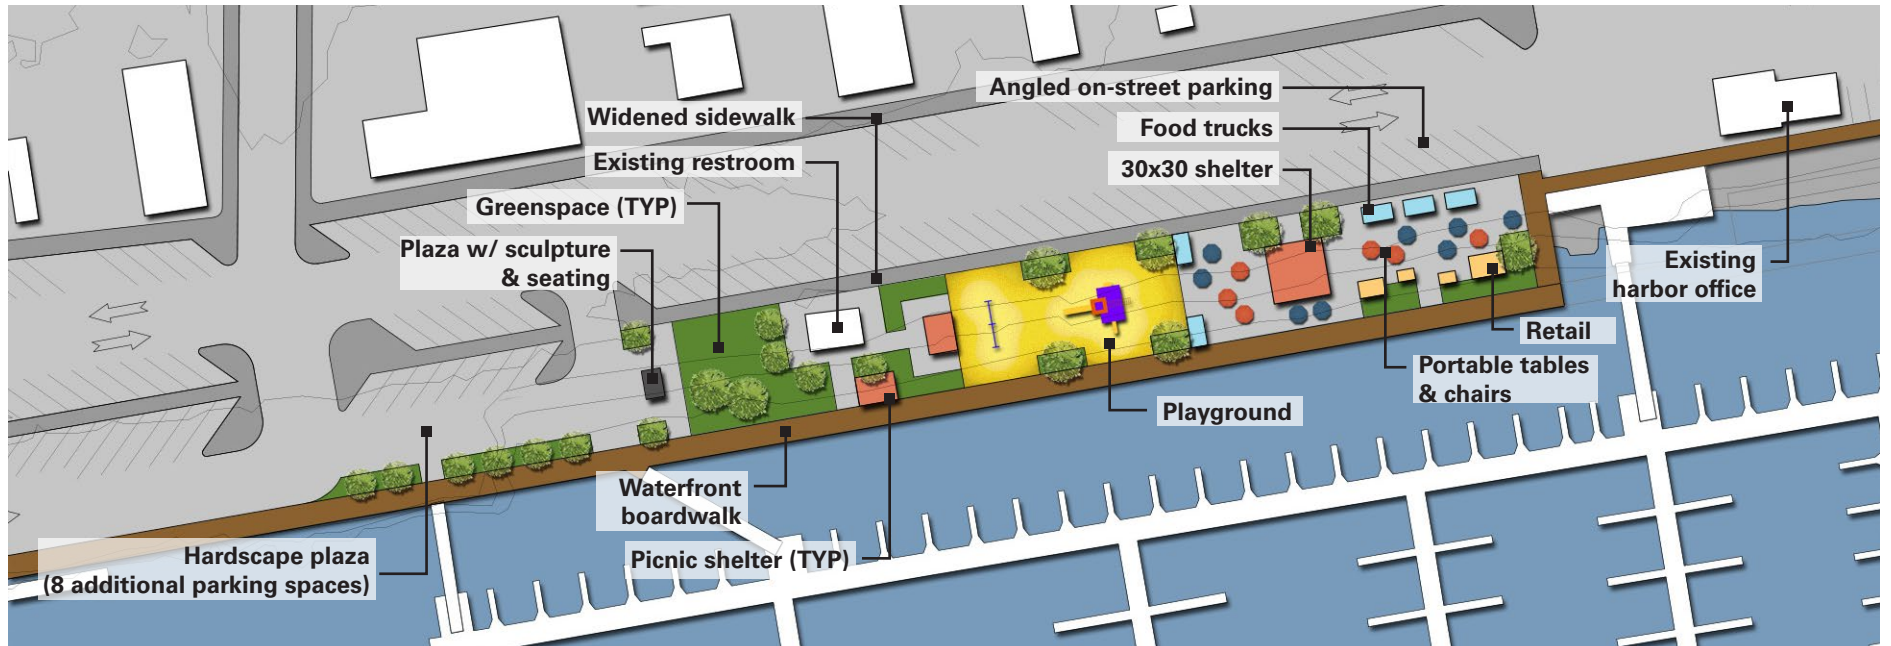 Angled on-street parking
Widened sidewalk
Food trucks
Existing restroom
30x30 shelter
Greenspace (TYP)
Plaza w/ sculpture
& seating
Existing
harbor office
Retail
Portable tables
& chairs
Playground
Waterfront
boardwalk
Picnic shelter (TYP)
Hardscape plaza
(8 additional parking spaces)